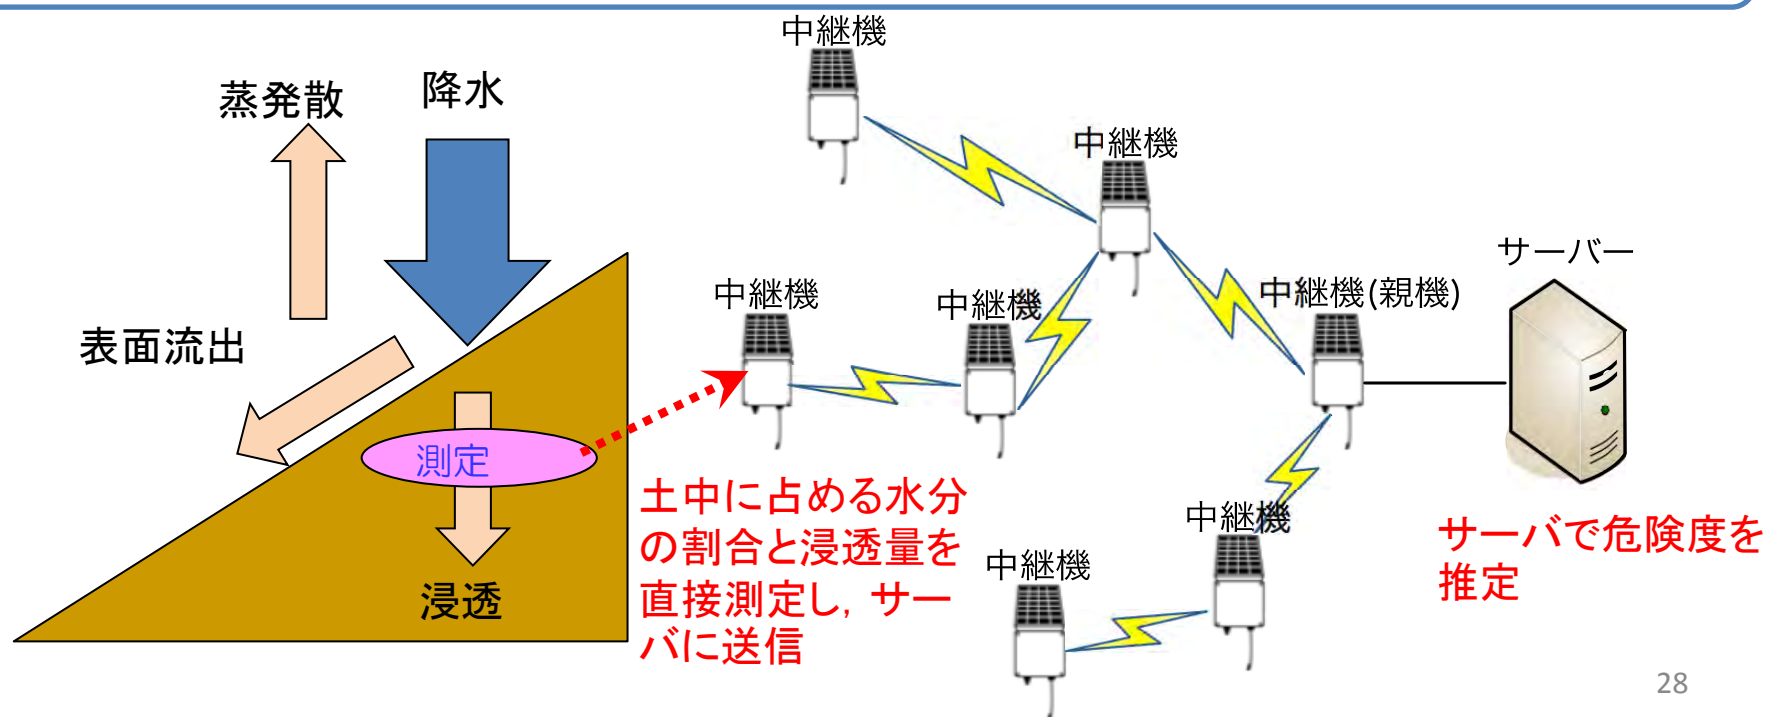 中継機
蒸発散
降水
中継機
サーバー
中継機
中継機
中継機(親機)
表面流出
測定
土中に占める水分
の割合と浸透量を
直接測定し, サー
バに送信
中継機
サーバで危険度を
推定
中継機
浸透
28